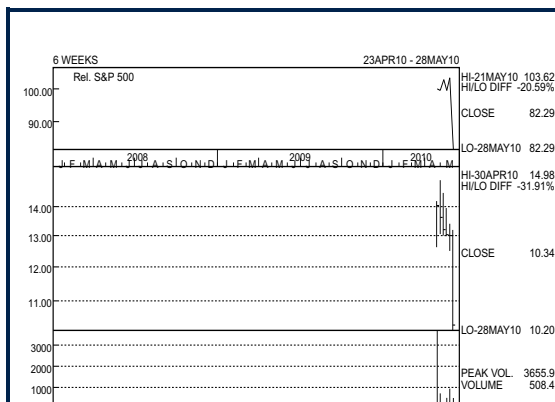 6 WEEKS 23APR10 - 28MAY10
Rel. S&P 500
HI-21MAY10 103.62
HI/LO DIFF -20.59%
100.00
CLOSE 82.29
90.00
LO-28MAY10 82.29
2008 2009 2010
J F M A M J J A S O N D J F M A M J J A S O N D J F M A M
HI-30APR10 14.98
HI/LO DIFF -31.91%
14.00
13.00
CLOSE 10.34
12.00
11.00
LO-28MAY10 10.20
3000
2000
PEAK VOL. 3655.9
VOLUME 508.4
1000